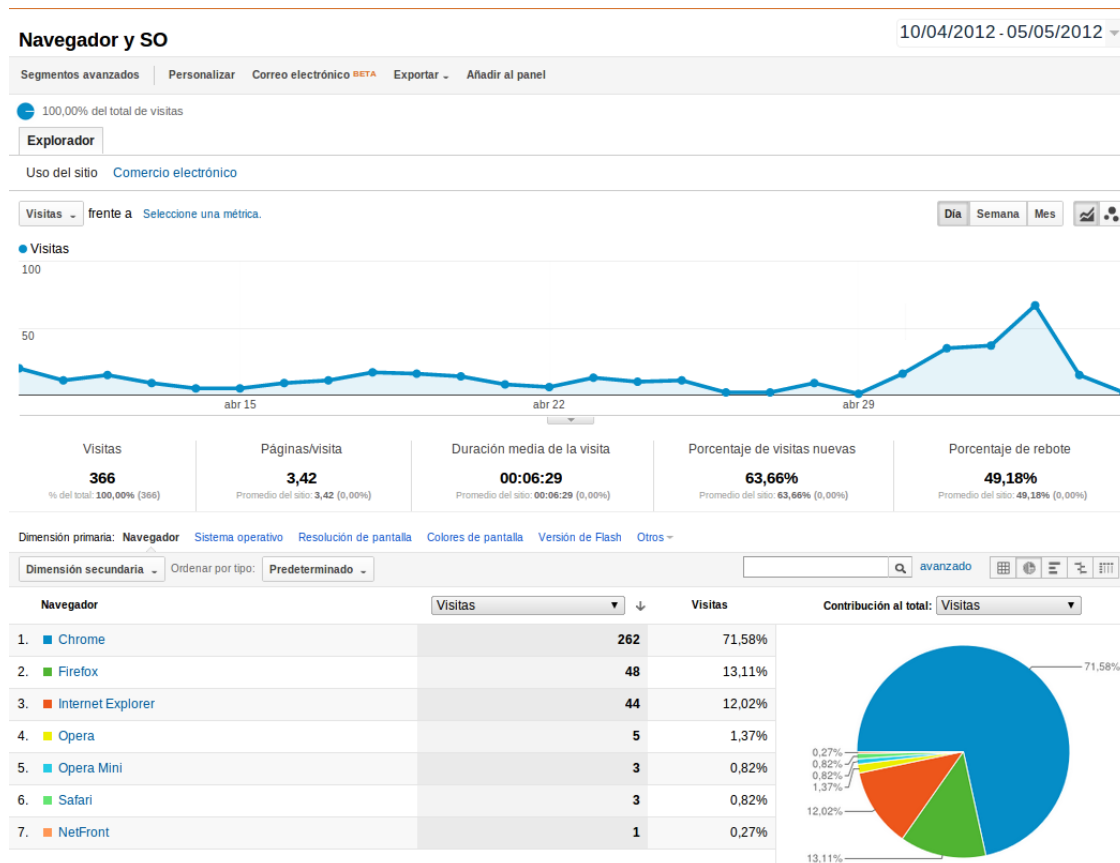 Navegador y SO
10/04/2012 - 05/05/2012
Segmentos avanzados Personalizar Correo electrónico BETA Exportar Añadir al panel
100,00% del total de visitas
Explorador
Uso del sitio Comercio electrónico
Visitas frente a Seleccione una métrica. Día Semana Mes
Visitas
100
50
abr 15 abr 22 abr 29
Visitas Páginas/visita Duración media de la visita Porcentaje de visitas nuevas Porcentaje de rebote
366 3,42 00:06:29 63,66% 49,18%
% del total: 100,00% (366) Promedio del sitio: 3,42 (0,00%) Promedio del sitio: 00:06:29 (0,00%) Promedio del sitio: 63,66% (0,00%) Promedio del sitio: 49,18% (0,00%)
Dimensión primaria: Navegador Sistema operativo Resolución de pantalla Colores de pantalla Versión de Flash Otros
Dimensión secundaria Ordenar por tipo: Predeterminado avanzado
Navegador Visitas Visitas Contribución al total: Visitas
1. Chrome 262 71,58%
2. Firefox 48 13,11%
3. Internet Explorer 44 12,02%
4. Opera 5 1,37%
5. Opera Mini 3 0,82%
6. Safari 3 0,82%
7. NetFront 1 0,27%
71,58%
0,27%
0,82%
0,82%
1,37%
12,02%
13,11%